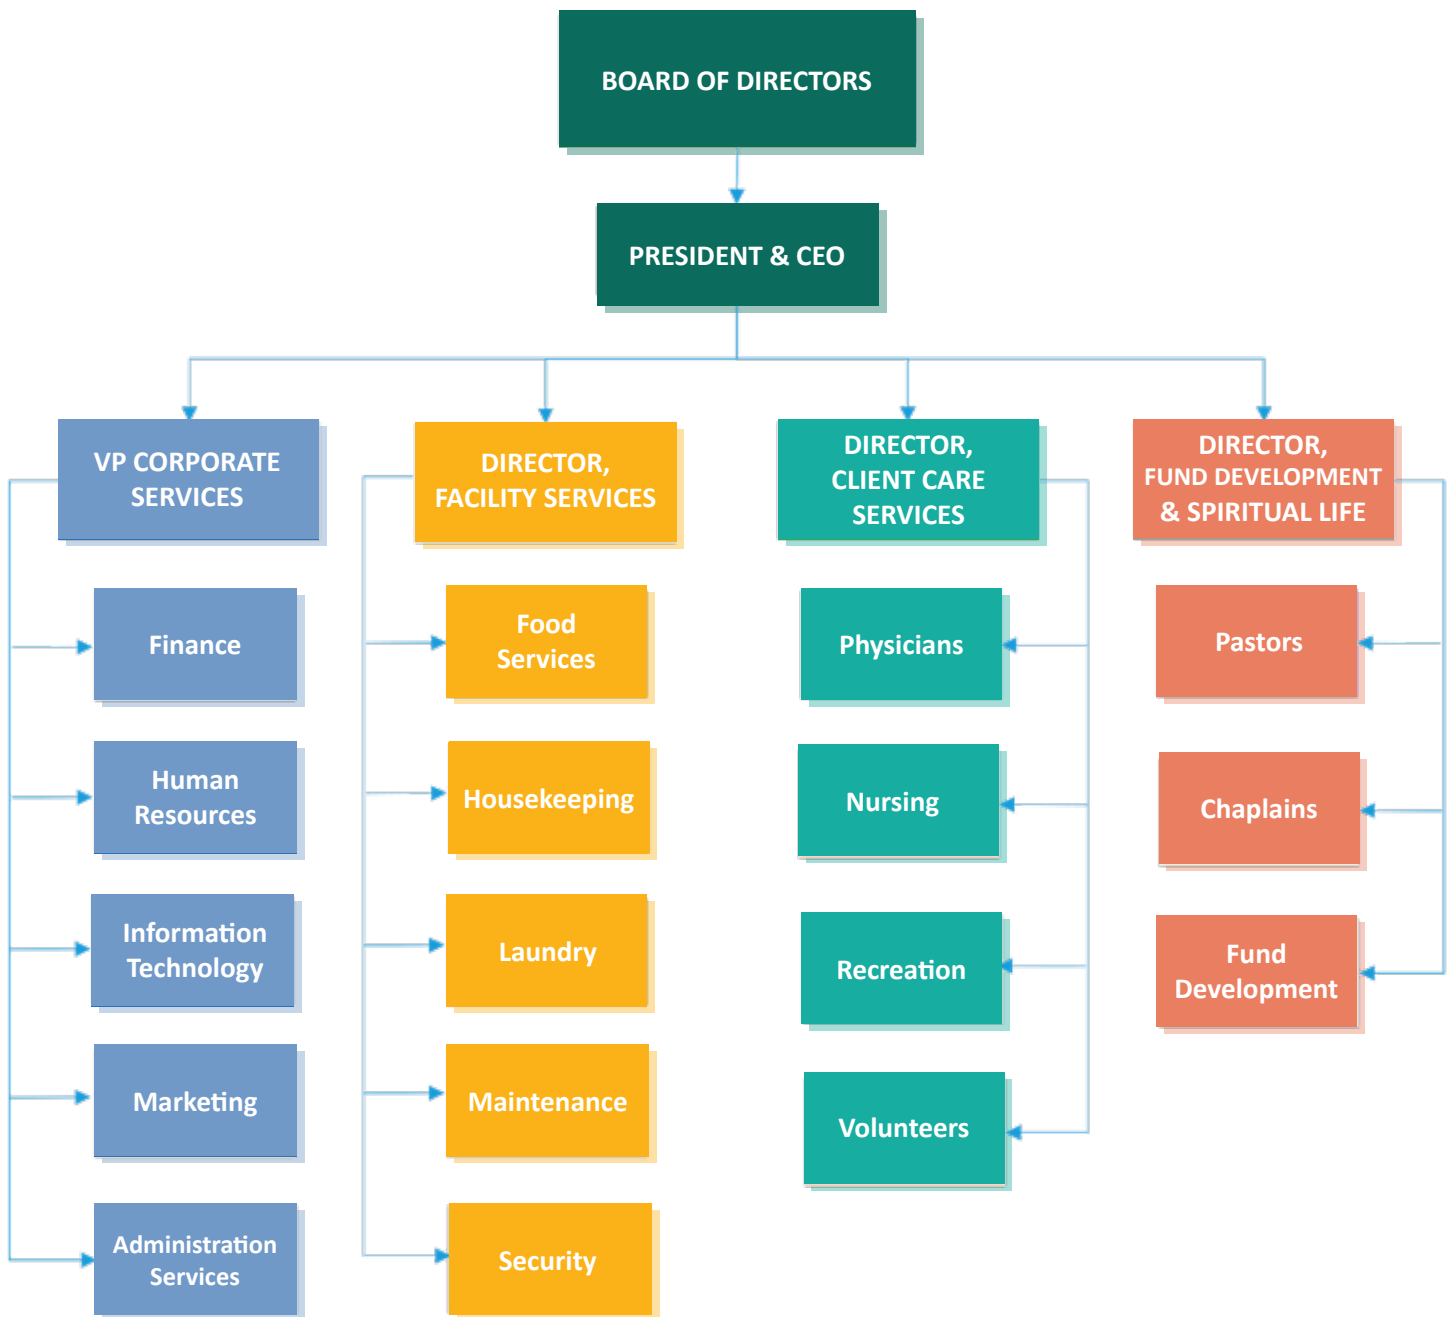 BOARD OF DIRECTORS
PRESIDENT & CEO
VP CORPORATE
SERVICES
Finance
Human
Resources
Information
Technology
Marketing
Administration
Services
DIRECTOR,
FACILITY SERVICES
Food
Services
Housekeeping
Laundry
Maintenance
Security
DIRECTOR,
CLIENT CARE
SERVICES
Physicians
Nursing
Recreation
Volunteers
DIRECTOR,
FUND DEVELOPMENT
& SPIRITUAL LIFE
Pastors
Chaplains
Fund
Development